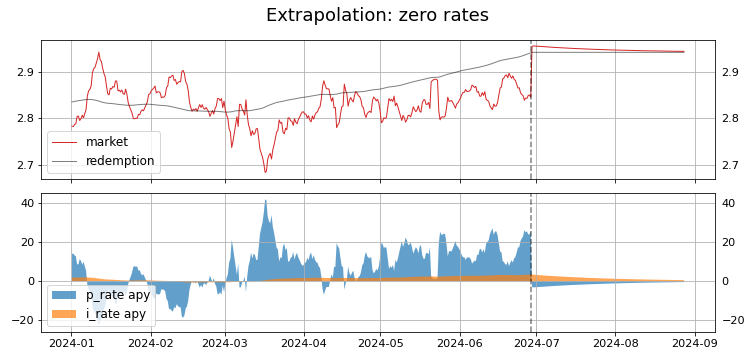 Extrapolation: zero rates
2.9 2.9
2.8 2.8
2.7 2.7
market
redemption
40 40
20 20
0 0
−20 −20
p_rate apy
i_rate apy
2024-01 2024-02 2024-03 2024-04 2024-05 2024-06 2024-07 2024-08 2024-09